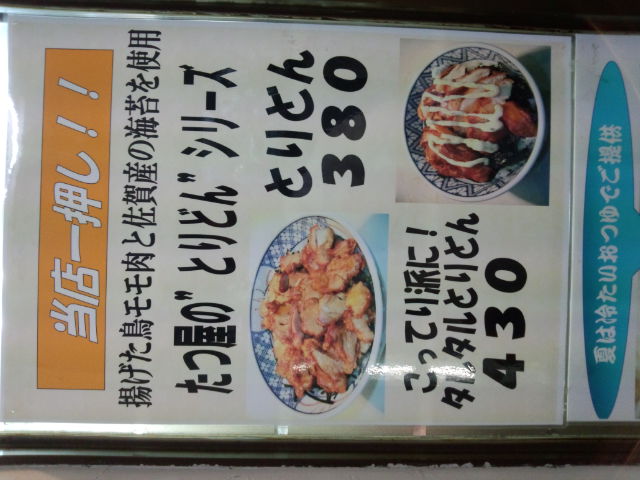 当店一押し！！！
揚げた鳥モモ肉と佐賀産の海苔を使用
たつ屋の"とりどん"シリーズ
とりどん
380
こってり派に！
タルタルとりどん
430
夏は冷たいおつゆでご提供